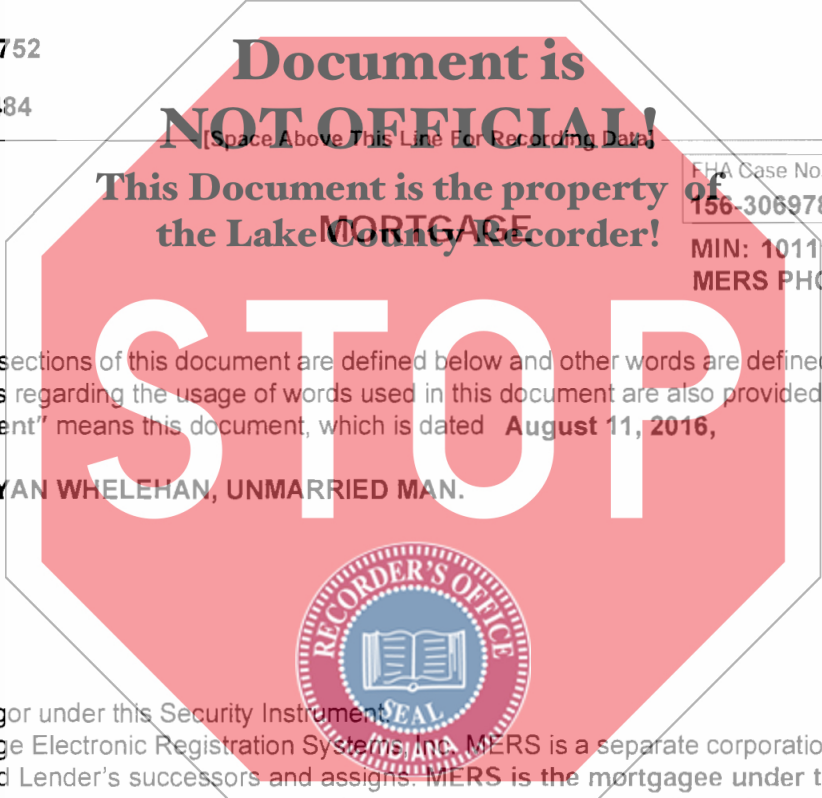 752
Document is
84
NOT OFFICIAL!
[Space Above This Line For Recording Data]
FHA Case No
156-306978
This Document is the property of
the Lake County Recorder!
MORTGAGE
MIN: 1011
MERS PHO
STOP
sections of this document are defined below and other words are defined
s regarding the usage of words used in this document are also provided
ent" means this document, which is dated August 11, 2016,
YAN WHELEHAN, UNMARRIED MAN.
RECORDER'S OFFICE
SEAL
INDIANA
gor under this Security Instrument.
ge Electronic Registration Systems, Inc. MERS is a separate corporatio
d Lender's successors and assigns. MERS is the mortgagee under t